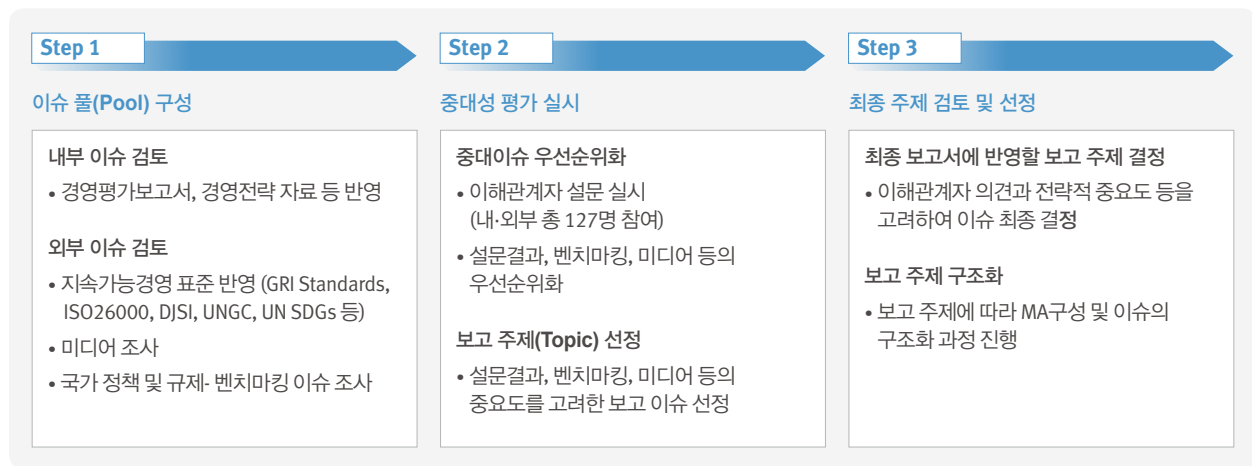 Step 1
이슈 풀(Pool) 구성
내부 이슈 검토
• 경영평가보고서, 경영전략 자료 등 반영
외부 이슈 검토
• 지속가능경영 표준 반영 (GRI Standards,
ISO26000, DJSI, UNGC, UN SDGs 등)
• 미디어 조사
• 국가 정책 및 규제- 벤치마킹 이슈 조사
Step 2
중대성 평가 실시
중대이슈 우선순위화
• 이해관계자 설문 실시
(내·외부 총 127명 참여)
• 설문결과, 벤치마킹, 미디어 등의
우선순위화
보고 주제(Topic) 선정
• 설문결과, 벤치마킹, 미디어 등의
중요도를 고려한 보고 이슈 선정
Step 3
최종 주제 검토 및 선정
최종 보고서에 반영할 보고 주제 결정
• 이해관계자 의견과 전략적 중요도 등을
고려하여 이슈 최종 결정
보고 주제 구조화
• 보고 주제에 따라 MA구성 및 이슈의
구조화 과정 진행